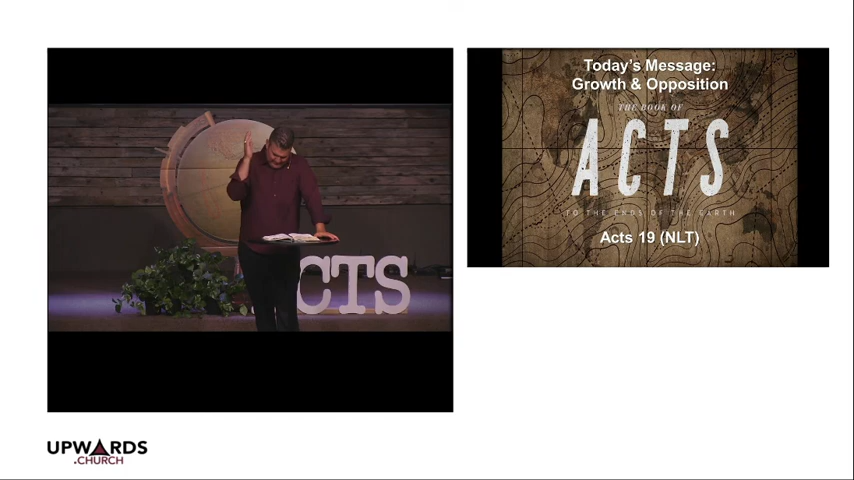 Today's Message:
Growth & Opposition
THE BOOK OF
ACTS
TO THE ENDS OF THE EARTH
Acts 19 (NLT)
CTS
UPWARDS
.CHURCH